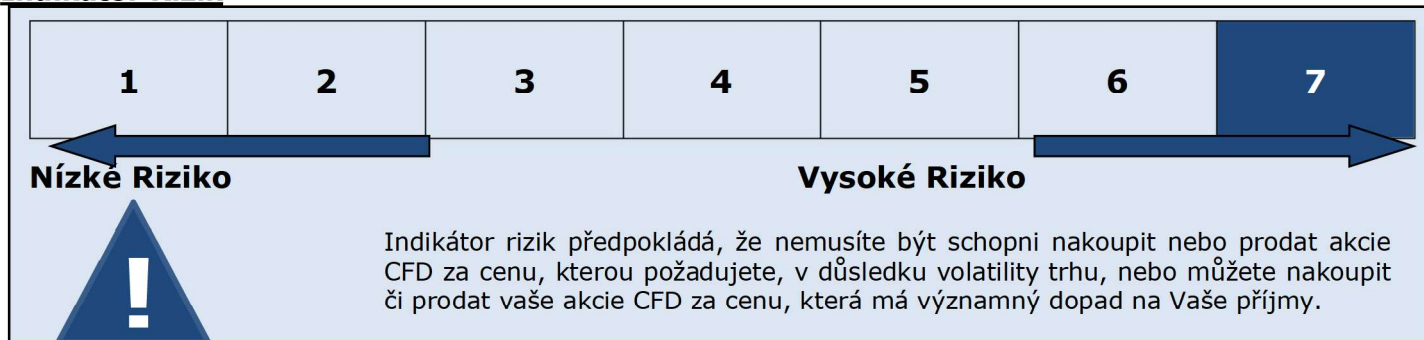 1 2 3 4 5 6 7
Nízké Riziko Vysoké Riziko
!
Indikátor rizik předpokládá, že nemusíte být schopni nakoupit nebo prodat akcie
CFD za cenu, kterou požadujete, v důsledku volatility trhu, nebo můžete nakoupit
či prodat vaše akcie CFD za cenu, která má významný dopad na Vaše příjmy.